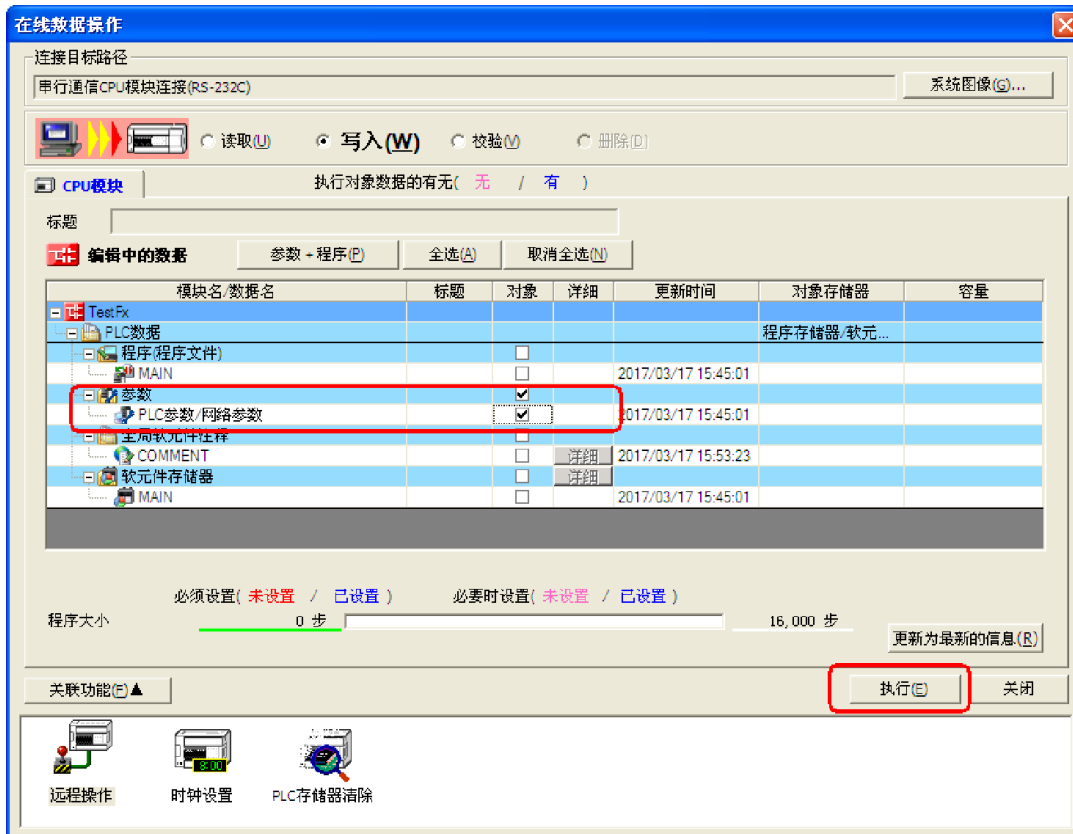 在线数据操作
连接目标路径
串行通信CPU模块连接(RS-232C)
系统图像(G)...
读取(U) 写入(W) 校验(V) 删除(D)
CPU模块 执行对象数据的有无( 无 / 有 )
标题
编辑中的数据 参数+程序(P) 全选(A) 取消全选(N)
模块名/数据名 标题 对象 详细 更新时间 对象存储器 容量
TestFx
PLC数据 程序存储器/软元...
程序(程序文件)
MAIN 2017/03/17 15:45:01
参数
PLC参数/网络参数 2017/03/17 15:45:01
全局软元件注释
COMMENT 详细 2017/03/17 15:53:23
软元件存储器 详细
MAIN 2017/03/17 15:45:01
必须设置( 未设置 / 已设置 ) 必要时设置( 未设置 / 已设置 )
程序大小 0 步 16,000 步
更新为最新的信息(R)
关联功能(F)▲ 执行(E) 关闭
8:00
远程操作 时钟设置 PLC存储器清除